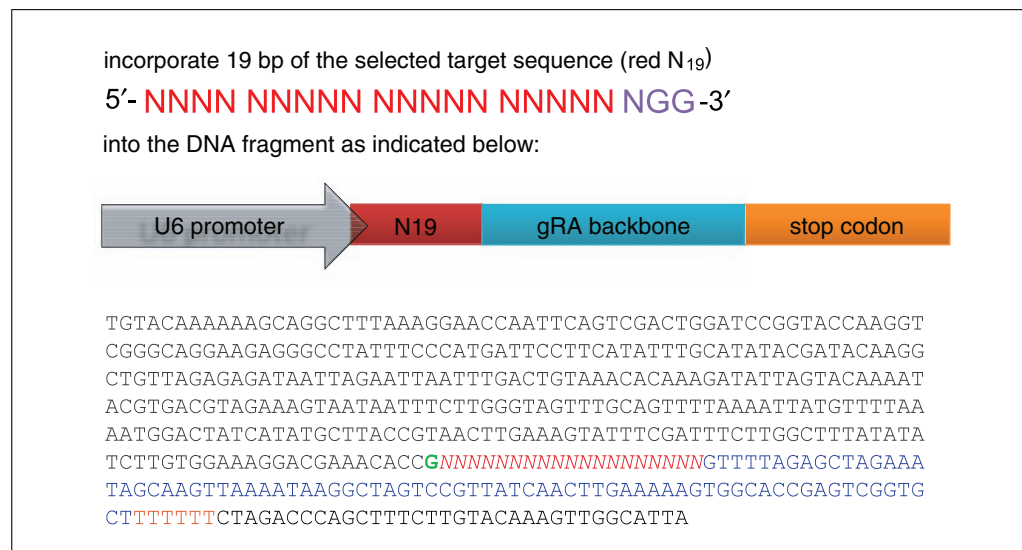 incorporate 19 bp of the selected target sequence (red N19)
5′- NNNN NNNNN NNNNN NNNNN NGG -3′
into the DNA fragment as indicated below:
U6 promoter N19 gRA backbone stop codon
TGTACAAAAAAGCAGGCTTTAAAGGAACCAATTCAGTCGACTGGATCCGGTACCAAGGT
CGGGCAGGAAGAGGGCCTATTTCCCATGATTCCTTCATATTTGCATATACGATACAAGG
CTGTTAGAGAGATAATTAGAATTAATTTGACTGTAAACACAAAGATATTAGTACAAAAT
ACGTGACGTAGAAAGTAATAATTTCTTGGGTAGTTTGCAGTTTTAAAATTATGTTTTAA
AATGGACTATCATATGCTTACCGTAACTTGAAAGTATTTCGATTTCTTGGCTTTATATA
TCTTGTGGAAAGGACGAAACACCGNNNNNNNNNNNNNNNNNNNGTTTTAGAGCTAGAAA
TAGCAAGTTAAAATAAGGCTAGTCCGTTATCAACTTGAAAAAGTGGCACCGAGTCGGTG
CTTTTTTTCTAGACCCAGCTTTCTTGTACAAAGTTGGCATTA